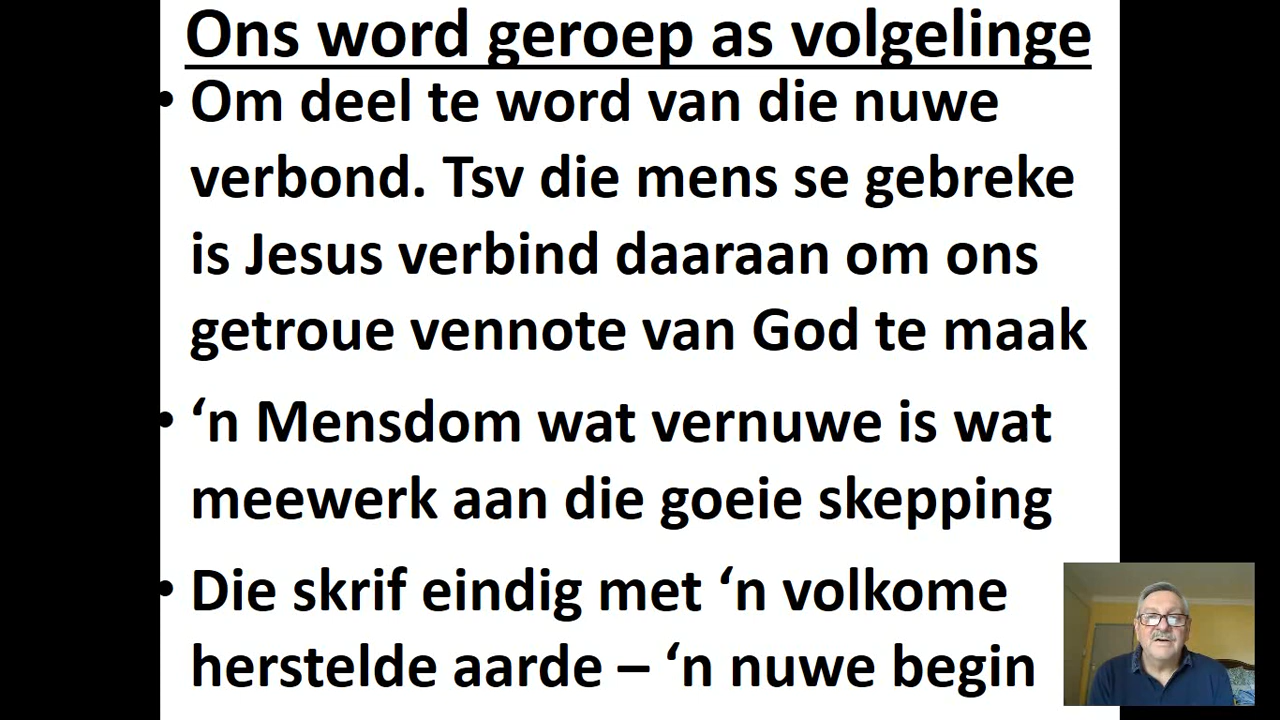 Ons word geroep as volgelinge
• Om deel te word van die nuwe
verbond. Tsv die mens se gebreke
is Jesus verbind daaraan om ons
getroue vennote van God te maak
• ‘n Mensdom wat vernuwe is wat
meewerk aan die goeie skepping
• Die skrif eindig met ‘n volkome
herstelde aarde – ‘n nuwe begin